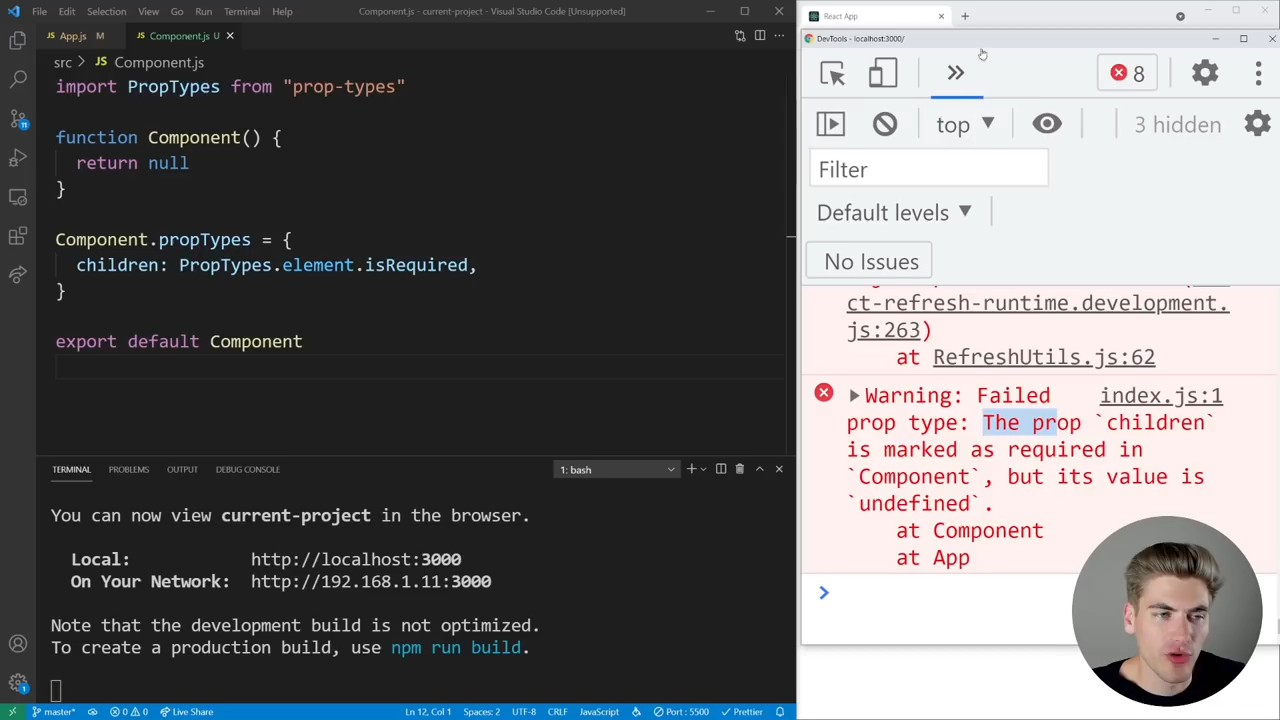 File Edit Selection View Go Run Terminal Help
Component.js - current-project - Visual Studio Code [Unsupported]
App.js M
Component.js U
src > JS Component.js
import PropTypes from "prop-types"
function Component() {
return null
}
Component.propTypes = {
children: PropTypes.element.isRequired,
}
export default Component
TERMINAL PROBLEMS OUTPUT DEBUG CONSOLE
1: bash
You can now view current-project in the browser.
Local: http://localhost:3000
On Your Network: http://192.168.1.11:3000
Note that the development build is not optimized.
To create a production build, use npm run build.
11
1
master* 0 0 Live Share
Ln 12, Col 1 Spaces: 2 UTF-8 CRLF JavaScript Port : 5500 Prettier
React App
DevTools - localhost:3000/
8
top 3 hidden
Filter
Default levels
No Issues
ct-refresh-runtime.development.
js:263)
at RefreshUtils.js:62
Warning: Failed index.js:1
prop type: The prop `children`
is marked as required in
`Component`, but its value is
`undefined`.
at Component
at App